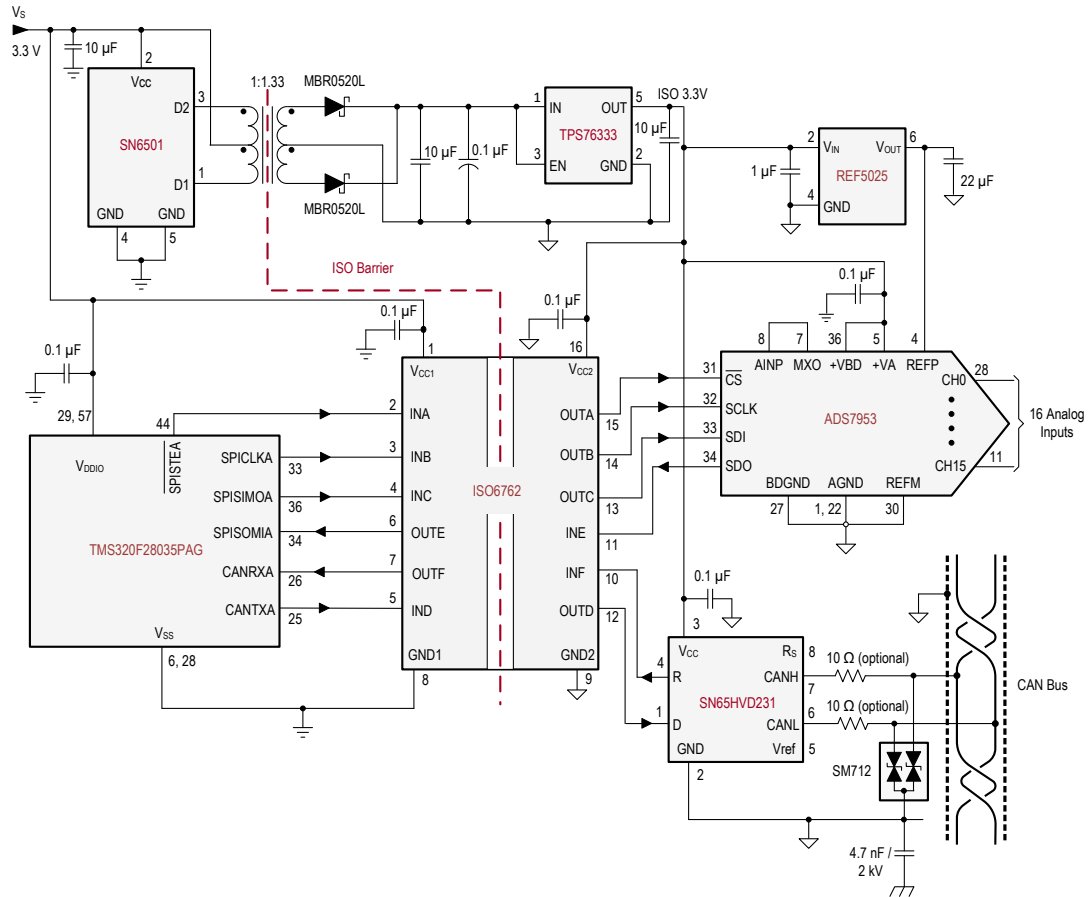 VS
3.3 V
10 µF
2
Vcc
SN6501
D2
3
D1
1
GND
GND
4
5
1:1.33
MBR0520L
MBR0520L
10 µF
0.1 µF
1
IN
OUT
5
TPS76333
3
EN
GND
2
ISO 3.3V
10 µF
2
VIN
VOUT
6
REF5025
1 µF
4
GND
22 µF
ISO Barrier
0.1 µF
29, 57
44
VDDIO
SPISTEA
SPICLKA
33
SPISIMOA
36
SPISOMIA
34
TMS320F28035PAG
CANRXA
26
CANTXA
25
VSS
6, 28
0.1 µF
1
VCC1
2
INA
3
INB
4
INC
6
OUTE
7
OUTF
5
IND
GND1
8
ISO6762
0.1 µF
16
VCC2
OUTA
15
OUTB
14
OUTC
13
INE
11
INF
10
OUTD
12
GND2
9
0.1 µF
8
7
36
5
4
AINP
MXO
+VBD
+VA
REFP
31
CS
32
SCLK
33
SDI
34
SDO
ADS7953
CH0
28
CH15
11
16 Analog
Inputs
BDGND
AGND
REFM
27
1, 22
30
0.1 µF
3
VCC
RS
8
4
R
CANH
7
SN65HVD231
1
D
CANL
6
GND
Vref
5
2
10 Ω (optional)
10 Ω (optional)
SM712
CAN Bus
4.7 nF /
2 kV